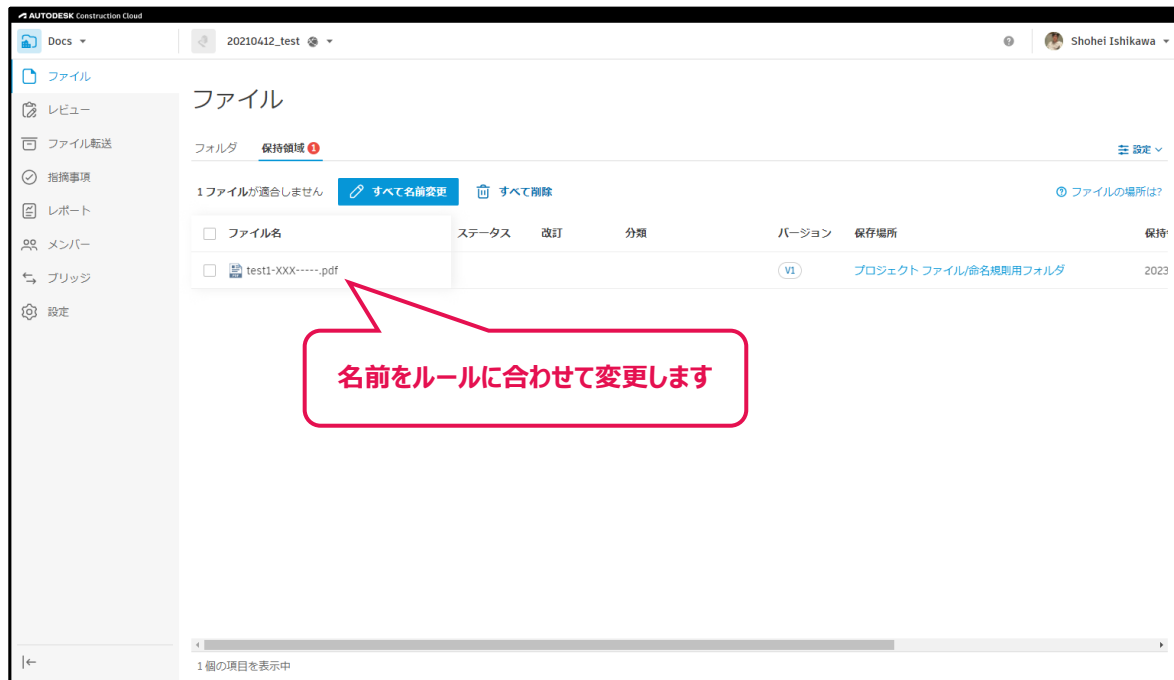 AUTODESK Construction Cloud
Docs
20210412_test
Shohei Ishikawa
ファイル
レビュー
ファイル転送
指摘事項
レポート
メンバー
ブリッジ
設定
ファイル
フォルダ 保持領域 1
設定
1 ファイルが適合しません すべて名前変更 すべて削除
ファイルの場所は?
ファイル名 ステータス 改訂 分類 バージョン 保存場所 保持
test1-XXX-----.pdf V1 プロジェクト ファイル/命名規則用フォルダ 2023
名前をルールに合わせて変更します
1 個の項目を表示中